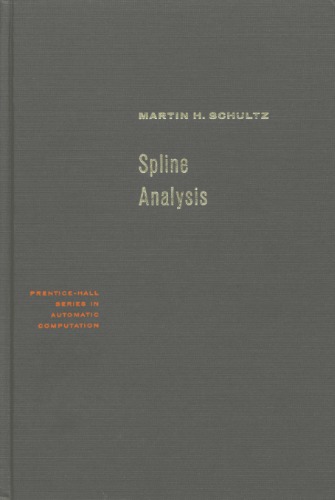 MARTIN H. SCHULTZ
Spline
Analysis
PRENTICE-HALL
SERIES IN
AUTOMATIC
COMPUTATION